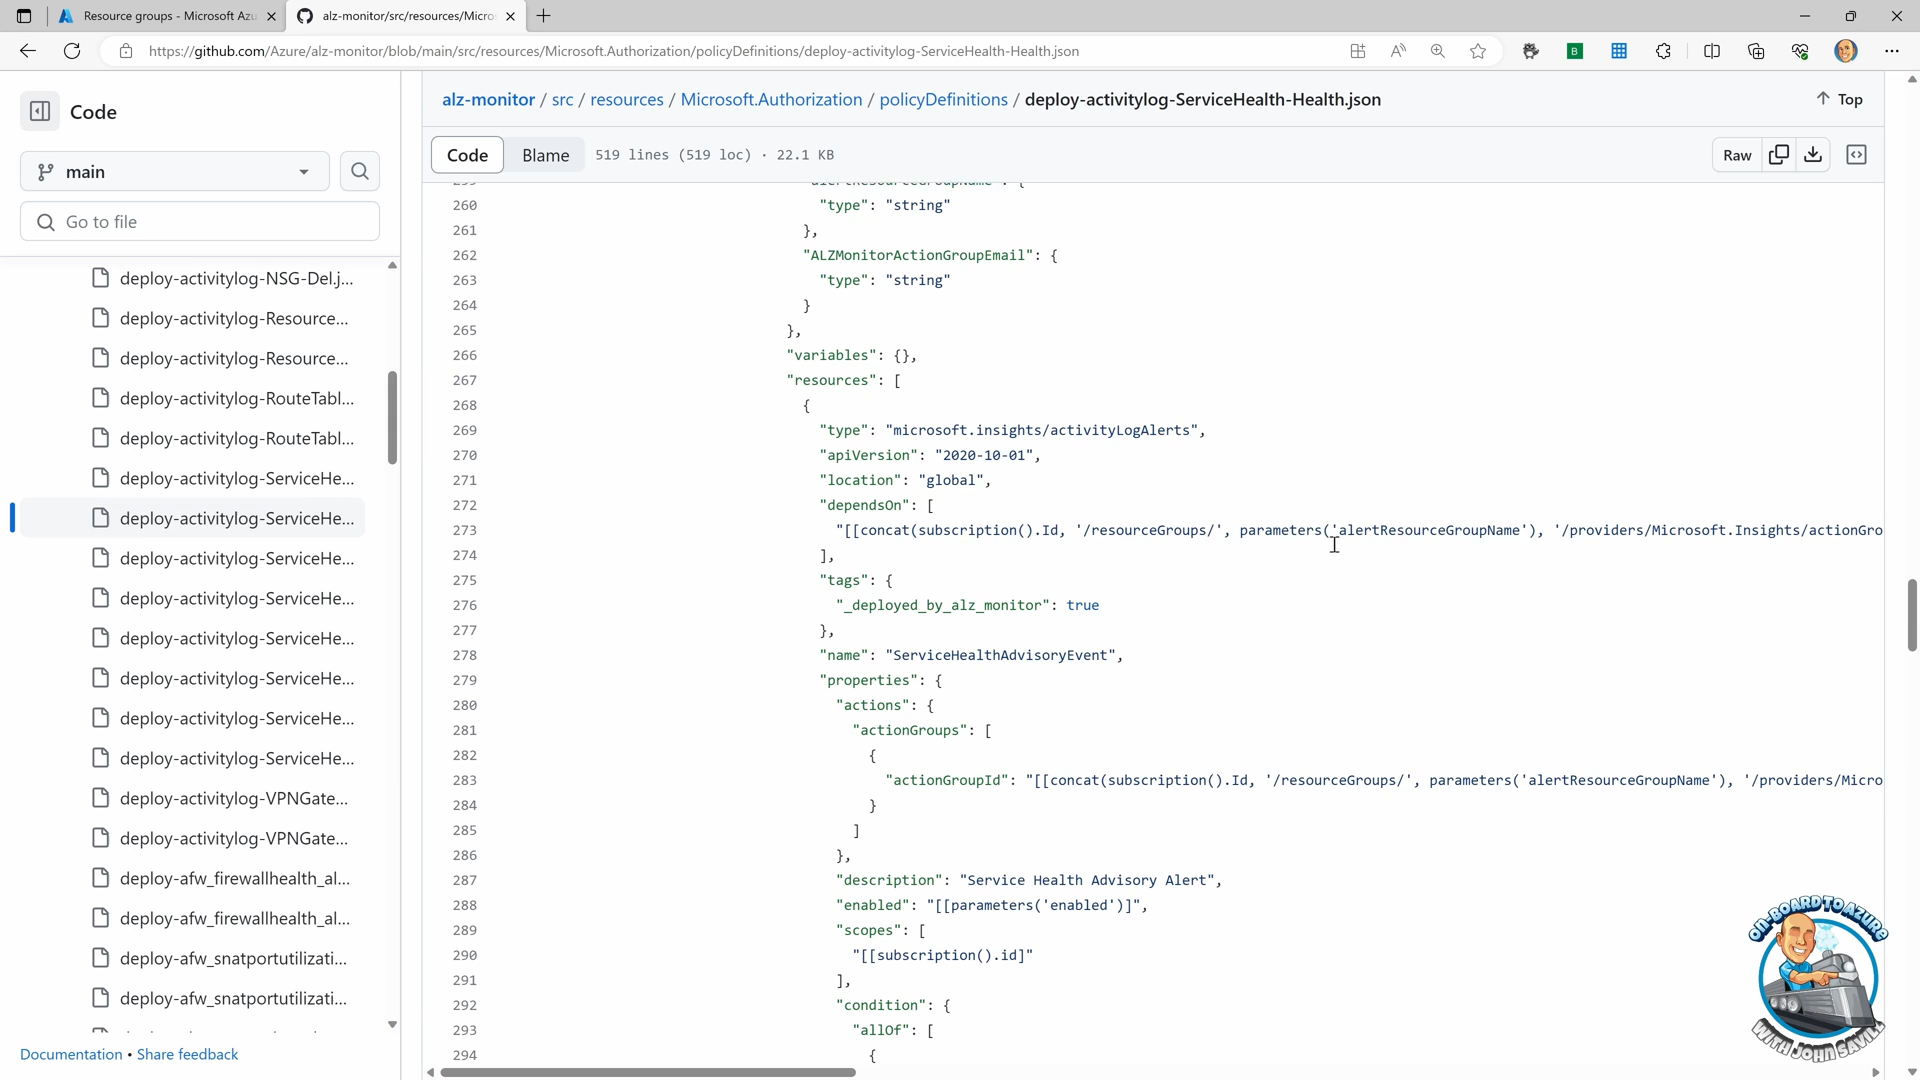 Resource groups - Microsoft Azu
alz-monitor/src/resources/Micros
https://github.com/Azure/alz-monitor/blob/main/src/resources/Microsoft.Authorization/policyDefinitions/deploy-activitylog-ServiceHealth-Health.json
Code
main
Go to file
deploy-activitylog-NSG-Del.j...
deploy-activitylog-Resource...
deploy-activitylog-Resource...
deploy-activitylog-RouteTabl...
deploy-activitylog-RouteTabl...
deploy-activitylog-ServiceHe...
deploy-activitylog-ServiceHe...
deploy-activitylog-ServiceHe...
deploy-activitylog-ServiceHe...
deploy-activitylog-ServiceHe...
deploy-activitylog-ServiceHe...
deploy-activitylog-ServiceHe...
deploy-activitylog-ServiceHe...
deploy-activitylog-VPNGate...
deploy-activitylog-VPNGate...
deploy-afw_firewallhealth_al...
deploy-afw_firewallhealth_al...
deploy-afw_snatportutilizati...
deploy-afw_snatportutilizati...
Documentation • Share feedback
alz-monitor / src / resources / Microsoft.Authorization / policyDefinitions / deploy-activitylog-ServiceHealth-Health.json
Top
Code Blame 519 lines (519 loc) · 22.1 KB
Raw
260 "type": "string"
261 },
262 "ALZMonitorActionGroupEmail": {
263 "type": "string"
264 }
265 },
266 "variables": {},
267 "resources": [
268 {
269 "type": "microsoft.insights/activityLogAlerts",
270 "apiVersion": "2020-10-01",
271 "location": "global",
272 "dependsOn": [
273 "[[concat(subscription().Id, '/resourceGroups/', parameters('alertResourceGroupName'), '/providers/Microsoft.Insights/actionGro
274 ],
275 "tags": {
276 "_deployed_by_alz_monitor": true
277 },
278 "name": "ServiceHealthAdvisoryEvent",
279 "properties": {
280 "actions": {
281 "actionGroups": [
282 {
283 "actionGroupId": "[[concat(subscription().Id, '/resourceGroups/', parameters('alertResourceGroupName'), '/providers/Micro
284 }
285 ]
286 },
287 "description": "Service Health Advisory Alert",
288 "enabled": "[[parameters('enabled')]",
289 "scopes": [
290 "[[subscription().id]"
291 ],
292 "condition": {
293 "allOf": [
294 {
ON-BOARD TO AZURE
WITH JOHN SAVILL